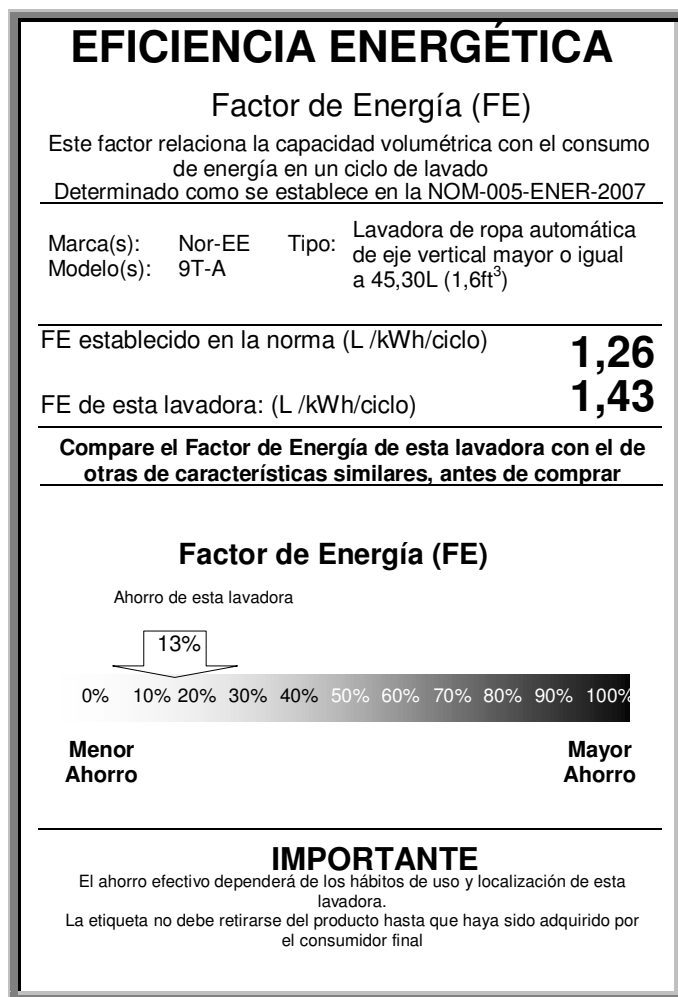 EFICIENCIA ENERGÉTICA
Factor de Energía (FE)
Este factor relaciona la capacidad volumétrica con el consumo
de energía en un ciclo de lavado
Determinado como se establece en la NOM-005-ENER-2007
Marca(s): Nor-EE Tipo: Lavadora de ropa automática
Modelo(s): 9T-A de eje vertical mayor o igual
a 45,30L (1,6ft³)
FE establecido en la norma (L /kWh/ciclo) 1,26
FE de esta lavadora: (L /kWh/ciclo) 1,43
Compare el Factor de Energía de esta lavadora con el de
otras de características similares, antes de comprar
Factor de Energía (FE)
Ahorro de esta lavadora
13%
0% 10% 20% 30% 40% 50% 60% 70% 80% 90% 100%
Menor Mayor
Ahorro Ahorro
IMPORTANTE
El ahorro efectivo dependerá de los hábitos de uso y localización de esta
lavadora.
La etiqueta no debe retirarse del producto hasta que haya sido adquirido por
el consumidor final